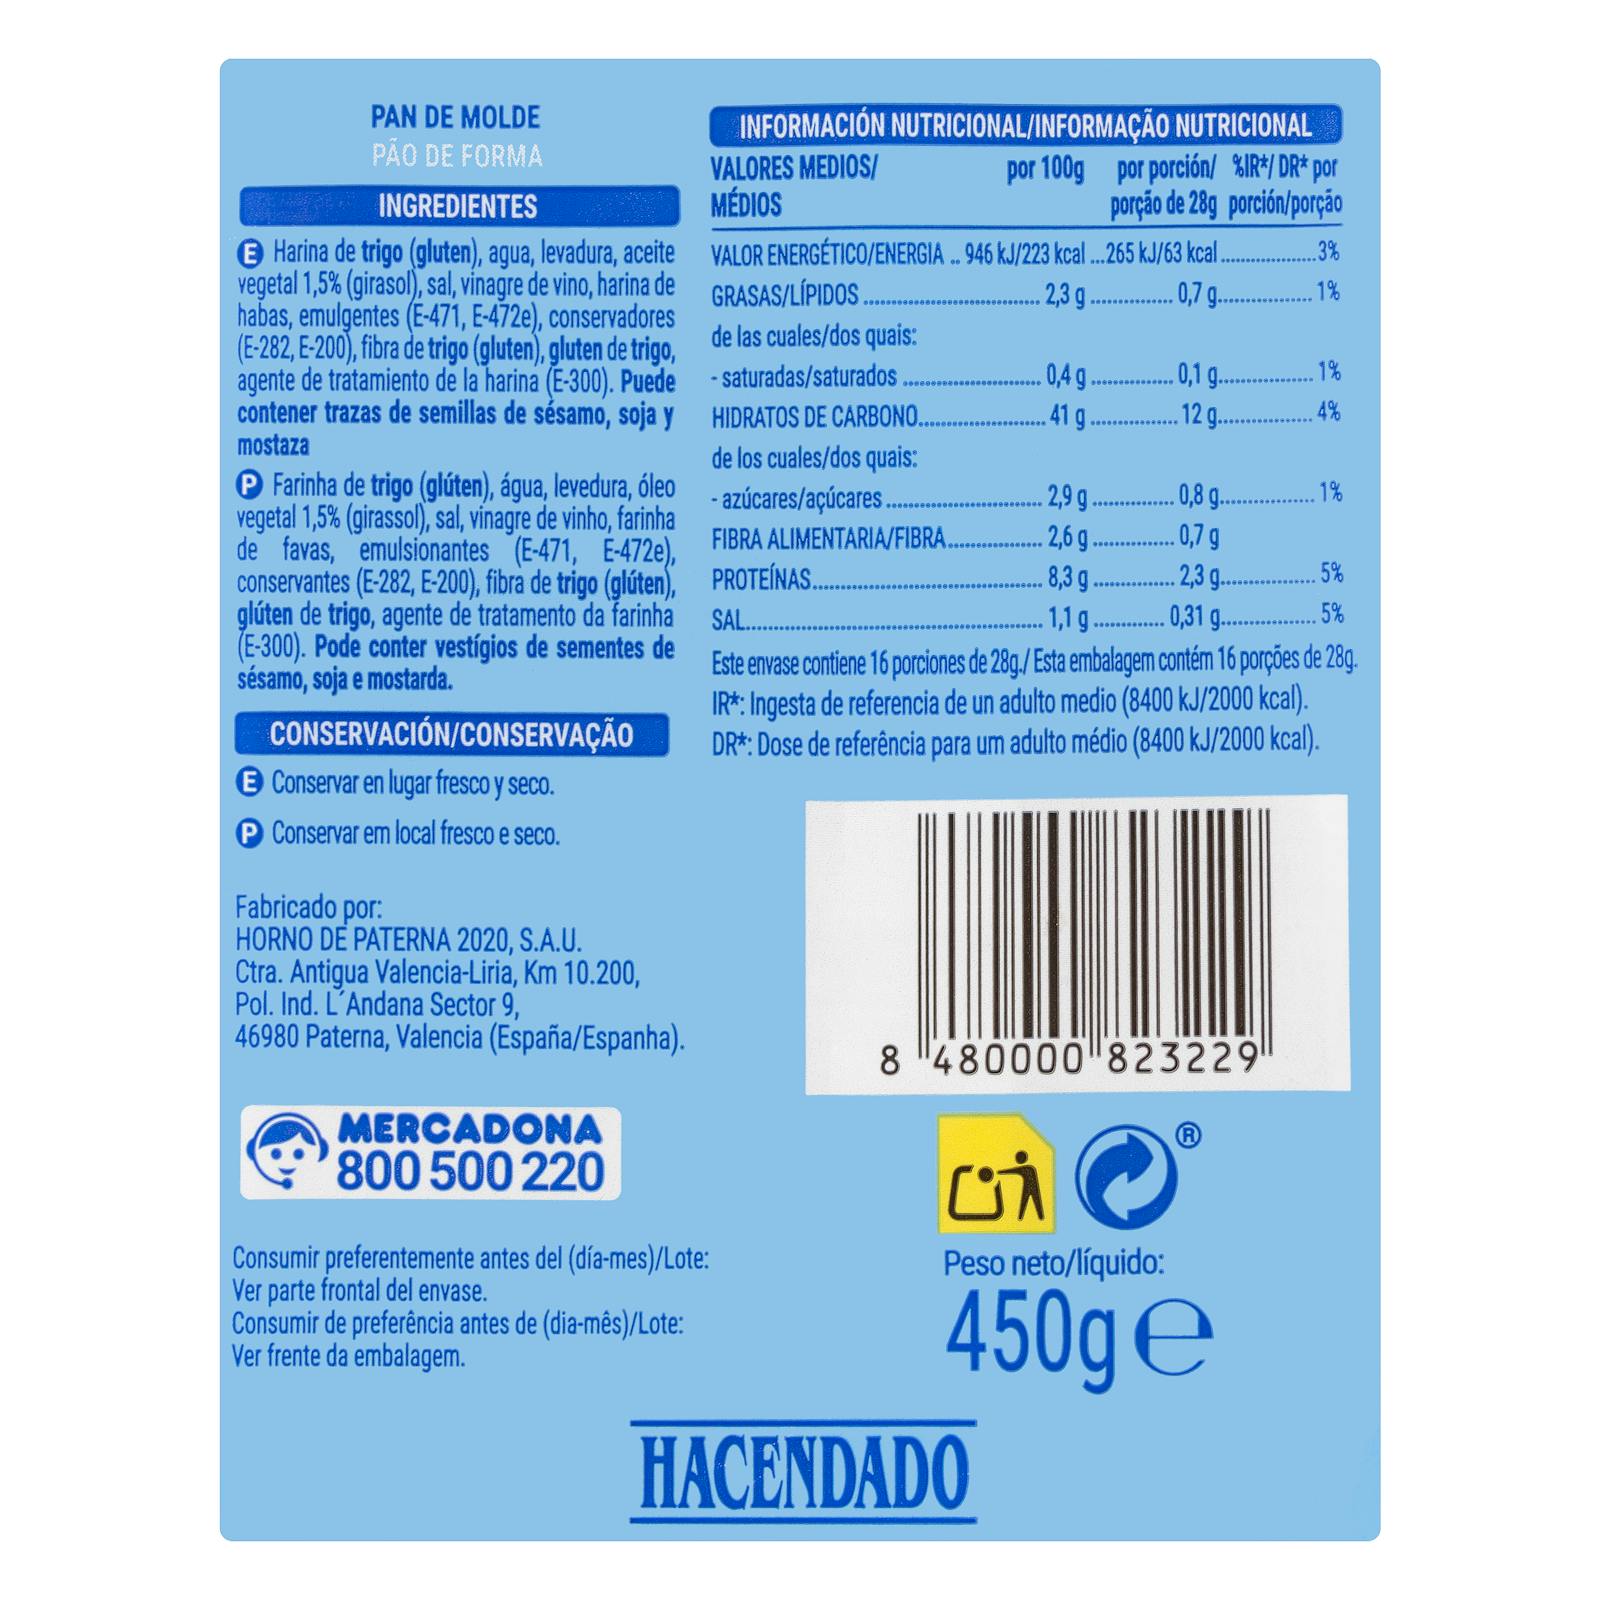 PAN DE MOLDE
PÃO DE FORMA
INGREDIENTES
E Harina de trigo (gluten), agua, levadura, aceite
vegetal 1,5% (girasol), sal, vinagre de vino, harina de
habas, emulgentes (E-471, E-472e), conservadores
(E-282, E-200), fibra de trigo (gluten), gluten de trigo,
agente de tratamiento de la harina (E-300). Puede
contener trazas de semillas de sésamo, soja y
mostaza
P Farinha de trigo (glúten), água, levedura, óleo
vegetal 1,5% (girassol), sal, vinagre de vinho, farinha
de favas, emulsionantes (E-471, E-472e),
conservantes (E-282, E-200), fibra de trigo (glúten),
glúten de trigo, agente de tratamento da farinha
(E-300). Pode conter vestígios de sementes de
sésamo, soja e mostarda.
CONSERVACIÓN/CONSERVAÇÃO
E Conservar en lugar fresco y seco.
P Conservar em local fresco e seco.
Fabricado por:
HORNO DE PATERNA 2020, S.A.U.
Ctra. Antigua Valencia-Liria, Km 10.200,
Pol. Ind. L´Andana Sector 9,
46980 Paterna, Valencia (España/Espanha).
MERCADONA
800 500 220
Consumir preferentemente antes del (día-mes)/Lote:
Ver parte frontal del envase.
Consumir de preferência antes de (dia-mês)/Lote:
Ver frente da embalagem.
INFORMACIÓN NUTRICIONAL/INFORMAÇÃO NUTRICIONAL
VALORES MEDIOS/ por 100g por porción/ %IR*/ DR* por
MÉDIOS porção de 28g porción/porção
VALOR ENERGÉTICO/ENERGIA .. 946 kJ/223 kcal ...265 kJ/63 kcal ................3%
GRASAS/LÍPIDOS ................ 2,3 g ................ 0,7 g................ 1%
de las cuales/dos quais:
- saturadas/saturados ................ 0,4 g ................ 0,1 g................ 1%
HIDRATOS DE CARBONO................ 41 g ................ 12 g................ 4%
de los cuales/dos quais:
- azúcares/açúcares ................ 2,9 g ................ 0,8 g................ 1%
FIBRA ALIMENTARIA/FIBRA................ 2,6 g ................ 0,7 g
PROTEÍNAS................ 8,3 g ................ 2,3 g................ 5%
SAL................ 1,1 g ................ 0,31 g................ 5%
Este envase contiene 16 porciones de 28g./ Esta embalagem contém 16 porções de 28g.
IR*: Ingesta de referencia de un adulto medio (8400 kJ/2000 kcal).
DR*: Dose de referência para um adulto médio (8400 kJ/2000 kcal).
8 480000 823229
®
Peso neto/líquido:
450g e
HACENDADO